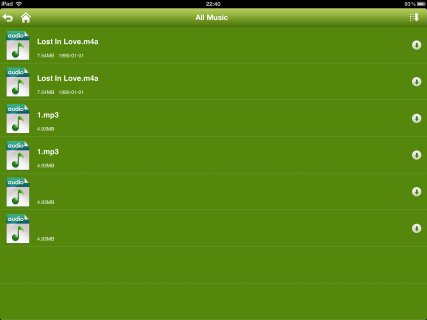 iPad 22:40 93%
All Music
audio
Lost In Love.m4a
7.54MB 1990-01-01
audio
Lost In Love.m4a
7.54MB 1990-01-01
audio
1.mp3
4.93MB
audio
1.mp3
4.93MB
audio
4.93MB
audio
4.93MB